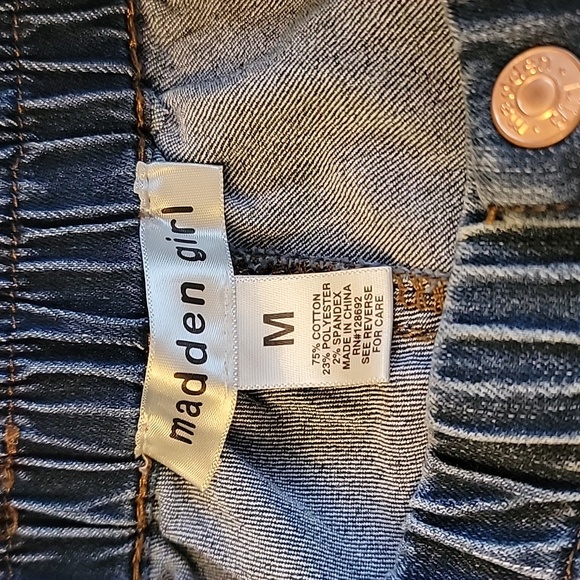 madden girl
M
75% COTTON
23% POLYESTER
2% SPANDEX
MADE IN CHINA
RN#128692
SEE REVERSE
FOR CARE